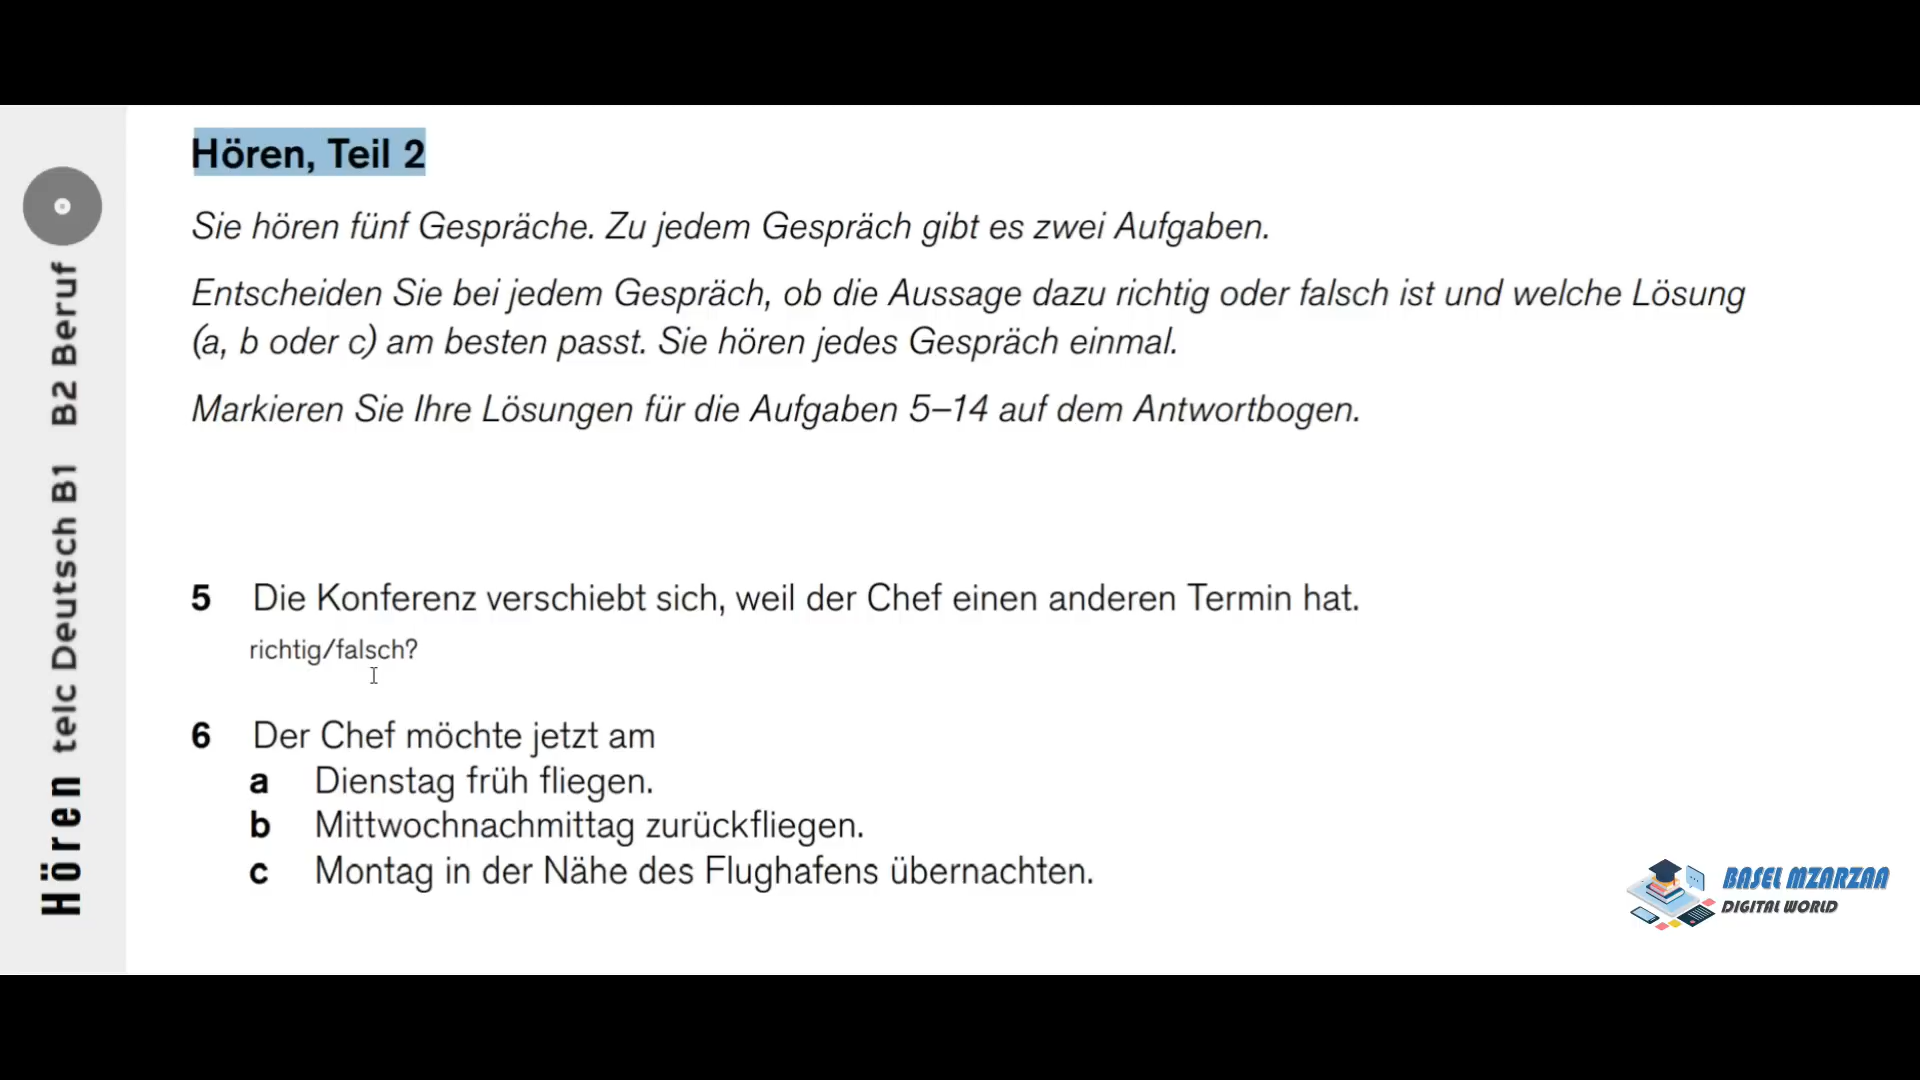 Hören, Teil 2
Sie hören fünf Gespräche. Zu jedem Gespräch gibt es zwei Aufgaben.
Entscheiden Sie bei jedem Gespräch, ob die Aussage dazu richtig oder falsch ist und welche Lösung
(a, b oder c) am besten passt. Sie hören jedes Gespräch einmal.
Markieren Sie Ihre Lösungen für die Aufgaben 5–14 auf dem Antwortbogen.
5 Die Konferenz verschiebt sich, weil der Chef einen anderen Termin hat.
richtig/falsch?
6 Der Chef möchte jetzt am
a Dienstag früh fliegen.
b Mittwochnachmittag zurückfliegen.
c Montag in der Nähe des Flughafens übernachten.
Hören telc Deutsch B1 B2 Beruf
BASEL MZARZAA
DIGITAL WORLD